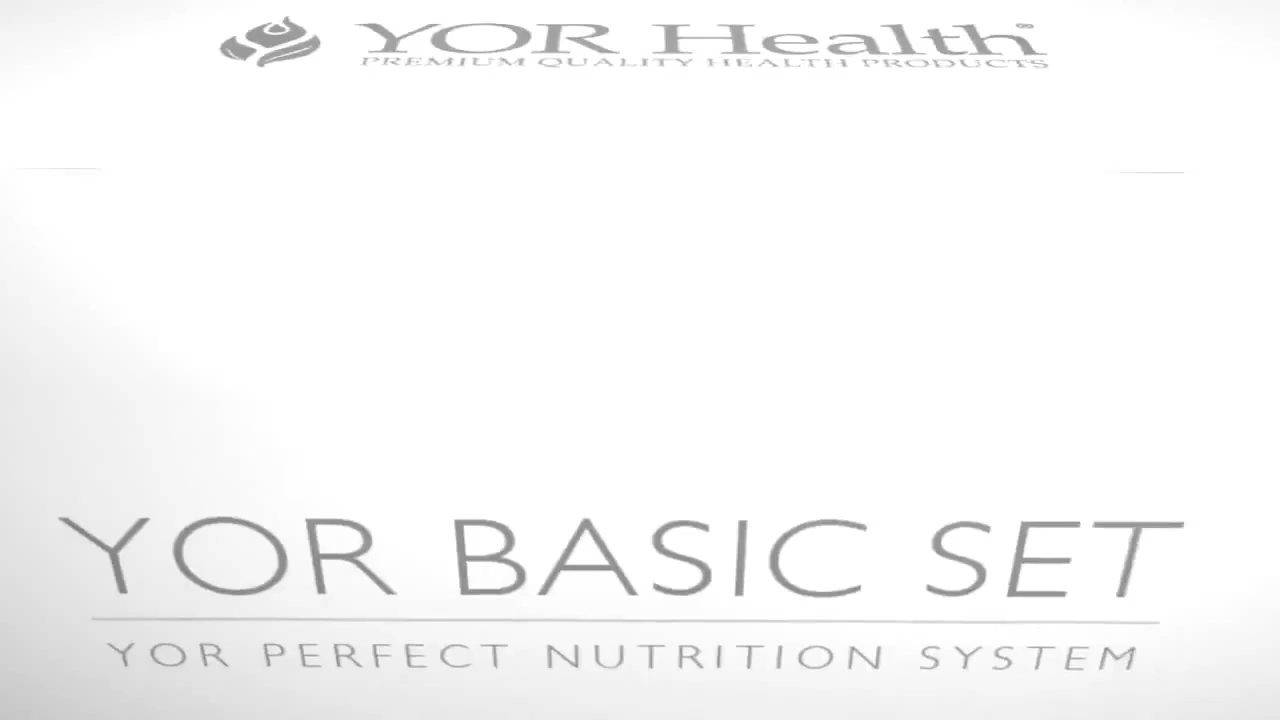 YOR Health®
PREMIUM QUALITY HEALTH PRODUCTS
YOR BASIC SET
YOR PERFECT NUTRITION SYSTEM